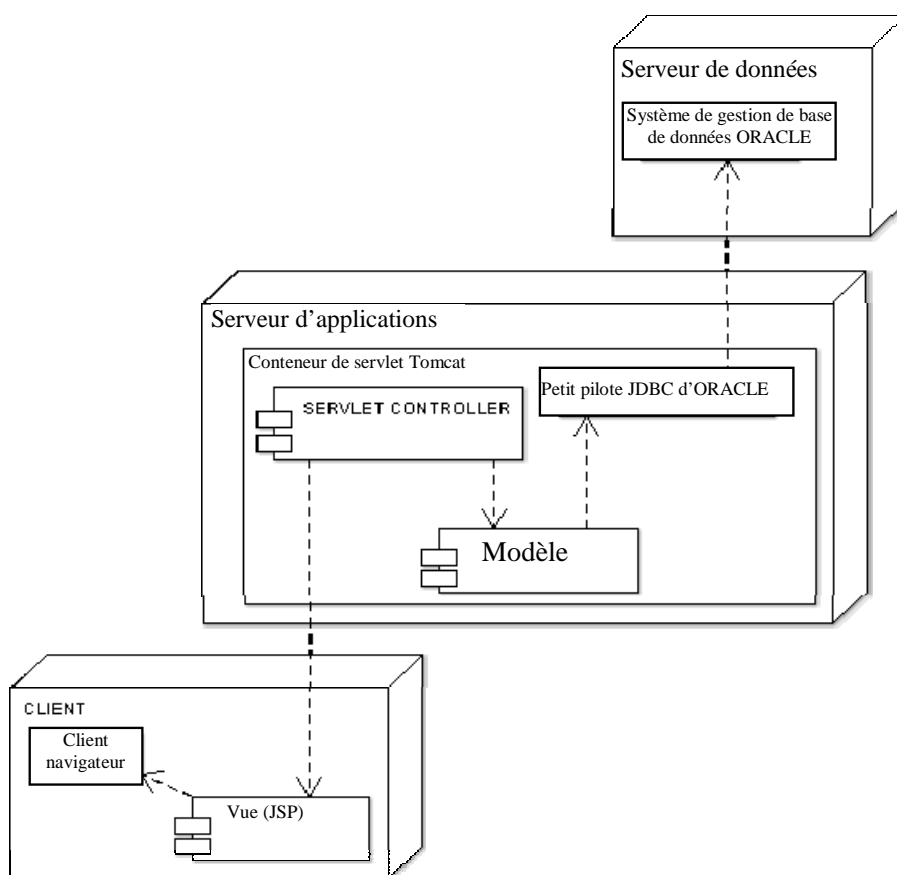 Serveur de données
Système de gestion de base
de données ORACLE
Serveur d’applications
Conteneur de servlet Tomcat
SERVLET CONTROLLER
Petit pilote JDBC d’ORACLE
Modèle
CLIENT
Client
navigateur
Vue (JSP)